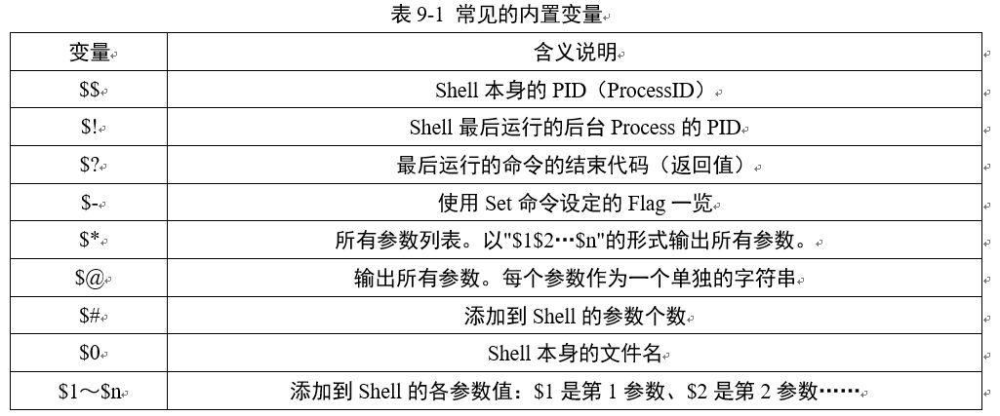 表 9-1 常见的内置变量
变量 含义说明
$$ Shell 本身的 PID（ProcessID）
$! Shell 最后运行的后台 Process 的 PID
$? 最后运行的命令的结束代码（返回值）
$- 使用 Set 命令设定的 Flag 一览
$* 所有参数列表。以"$1$2…$n"的形式输出所有参数。
$@ 输出所有参数。每个参数作为一个单独的字符串
$# 添加到 Shell 的参数个数
$0 Shell 本身的文件名
$1～$n 添加到 Shell 的各参数值：$1 是第 1 参数、$2 是第 2 参数……